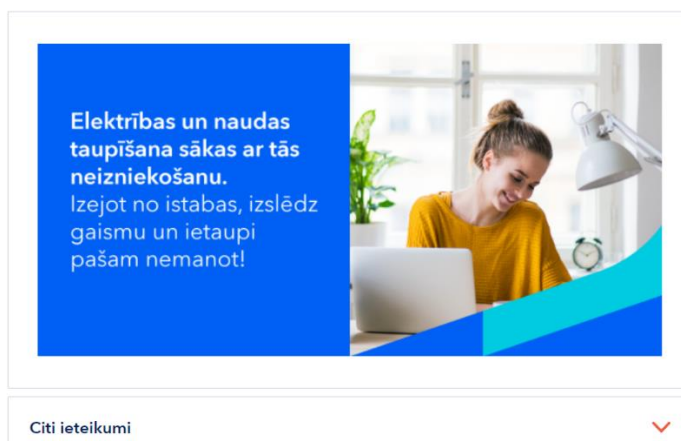 Elektrības un naudas
taupīšana sākas ar tās
neizniekošanu.
Izejot no istabas, izslēdz
gaismu un ietaupi
pašam nemanot!
Citi ieteikumi